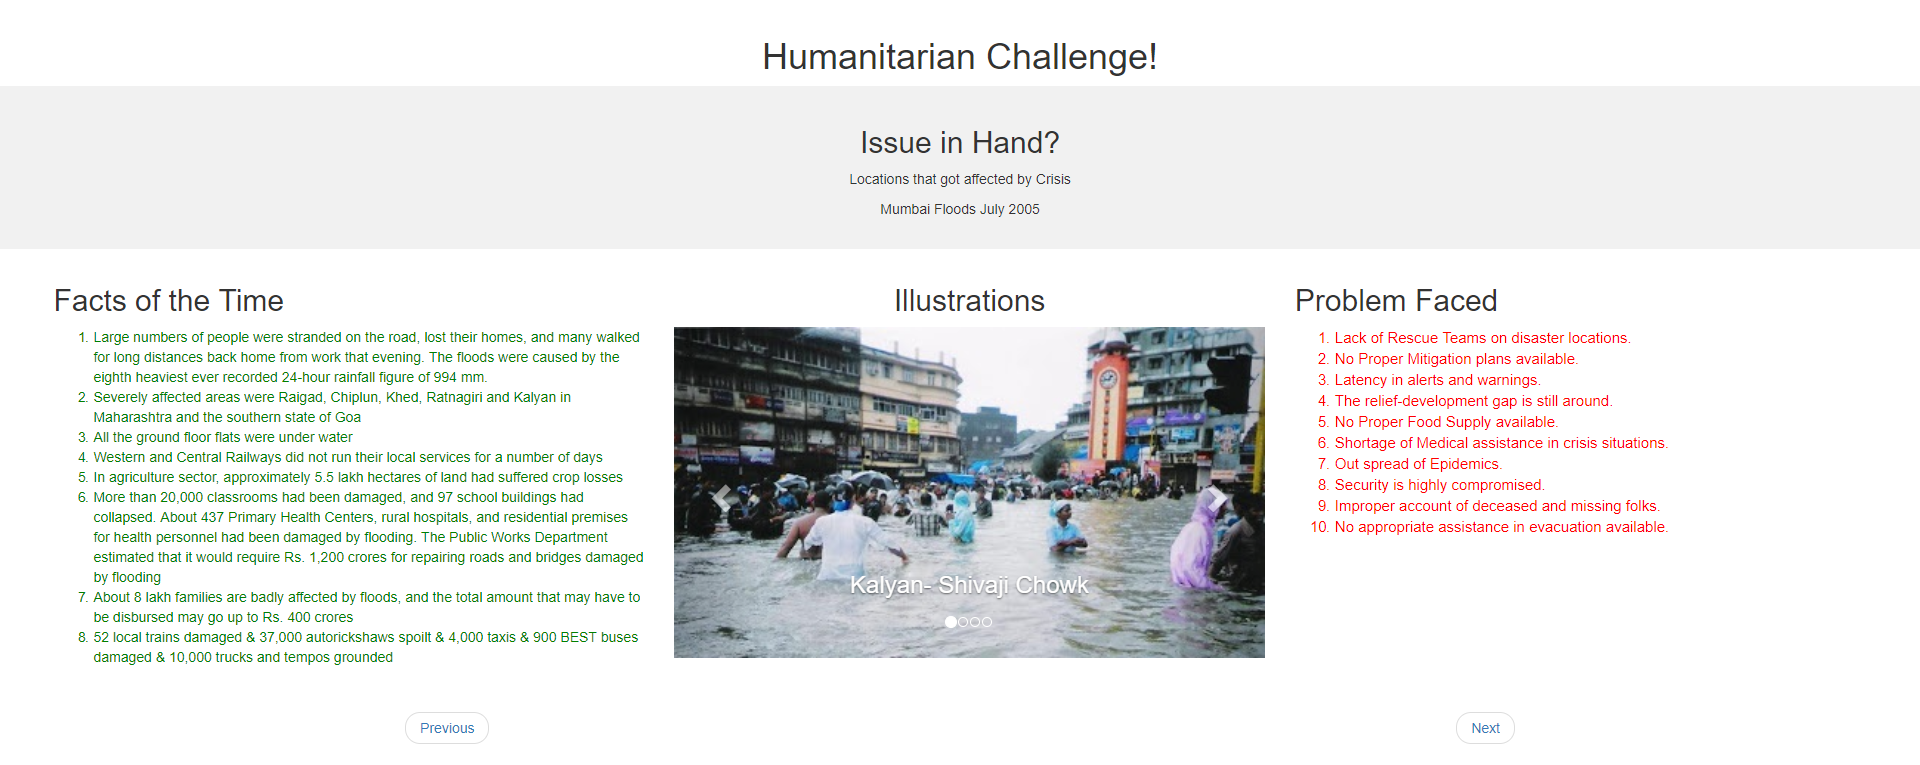 Humanitarian Challenge!
Issue in Hand?
Locations that got affected by Crisis
Mumbai Floods July 2005
Facts of the Time
1. Large numbers of people were stranded on the road, lost their homes, and many walked
for long distances back home from work that evening. The floods were caused by the
eighth heaviest ever recorded 24-hour rainfall figure of 994 mm.
2. Severely affected areas were Raigad, Chiplun, Khed, Ratnagiri and Kalyan in
Maharashtra and the southern state of Goa
3. All the ground floor flats were under water
4. Western and Central Railways did not run their local services for a number of days
5. In agriculture sector, approximately 5.5 lakh hectares of land had suffered crop losses
6. More than 20,000 classrooms had been damaged, and 97 school buildings had
collapsed. About 437 Primary Health Centers, rural hospitals, and residential premises
for health personnel had been damaged by flooding. The Public Works Department
estimated that it would require Rs. 1,200 crores for repairing roads and bridges damaged
by flooding
7. About 8 lakh families are badly affected by floods, and the total amount that may have to
be disbursed may go up to Rs. 400 crores
8. 52 local trains damaged & 37,000 autorickshaws spoilt & 4,000 taxis & 900 BEST buses
damaged & 10,000 trucks and tempos grounded
Illustrations
Kalyan- Shivaji Chowk
Problem Faced
1. Lack of Rescue Teams on disaster locations.
2. No Proper Mitigation plans available.
3. Latency in alerts and warnings.
4. The relief-development gap is still around.
5. No Proper Food Supply available.
6. Shortage of Medical assistance in crisis situations.
7. Out spread of Epidemics.
8. Security is highly compromised.
9. Improper account of deceased and missing folks.
10. No appropriate assistance in evacuation available.
Previous
Next